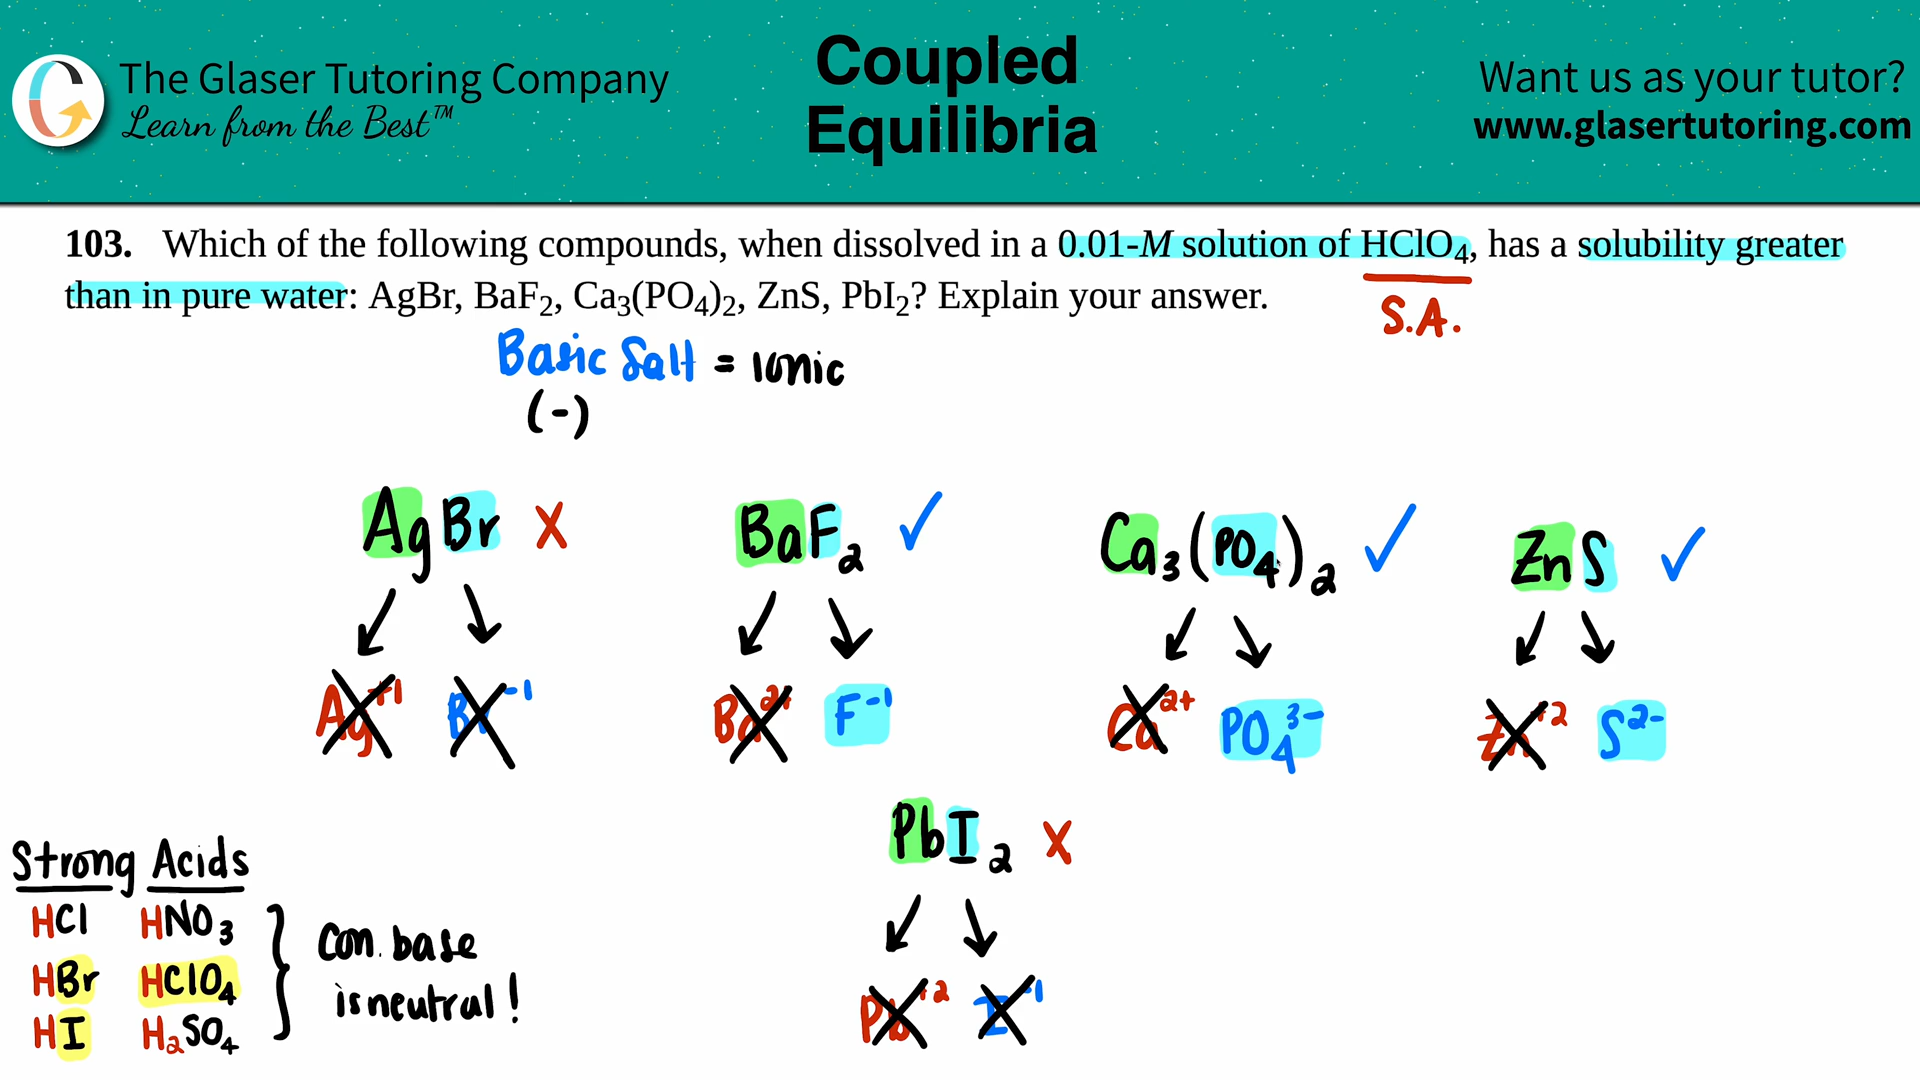 The Glaser Tutoring Company
Learn from the Best™
Coupled
Equilibria
Want us as your tutor?
www.glasertutoring.com
103. Which of the following compounds, when dissolved in a 0.01-M solution of HClO₄, has a solubility greater
than in pure water: AgBr, BaF₂, Ca₃(PO₄)₂, ZnS, PbI₂? Explain your answer.
S.A.
Basic Salt = Ionic
(-)
AgBr X
BaF₂ ✓
Ca₃(PO₄)₂ ✓
ZnS ✓
Ag⁺¹ Br⁻¹
Ba²⁺ F⁻¹
Ca²⁺ PO₄³⁻
Zn⁺² S²⁻
PbI₂ X
Pb⁺² I⁻¹
Strong Acids
HCl HNO₃
HBr HClO₄
HI H₂SO₄
Con. base
is neutral!